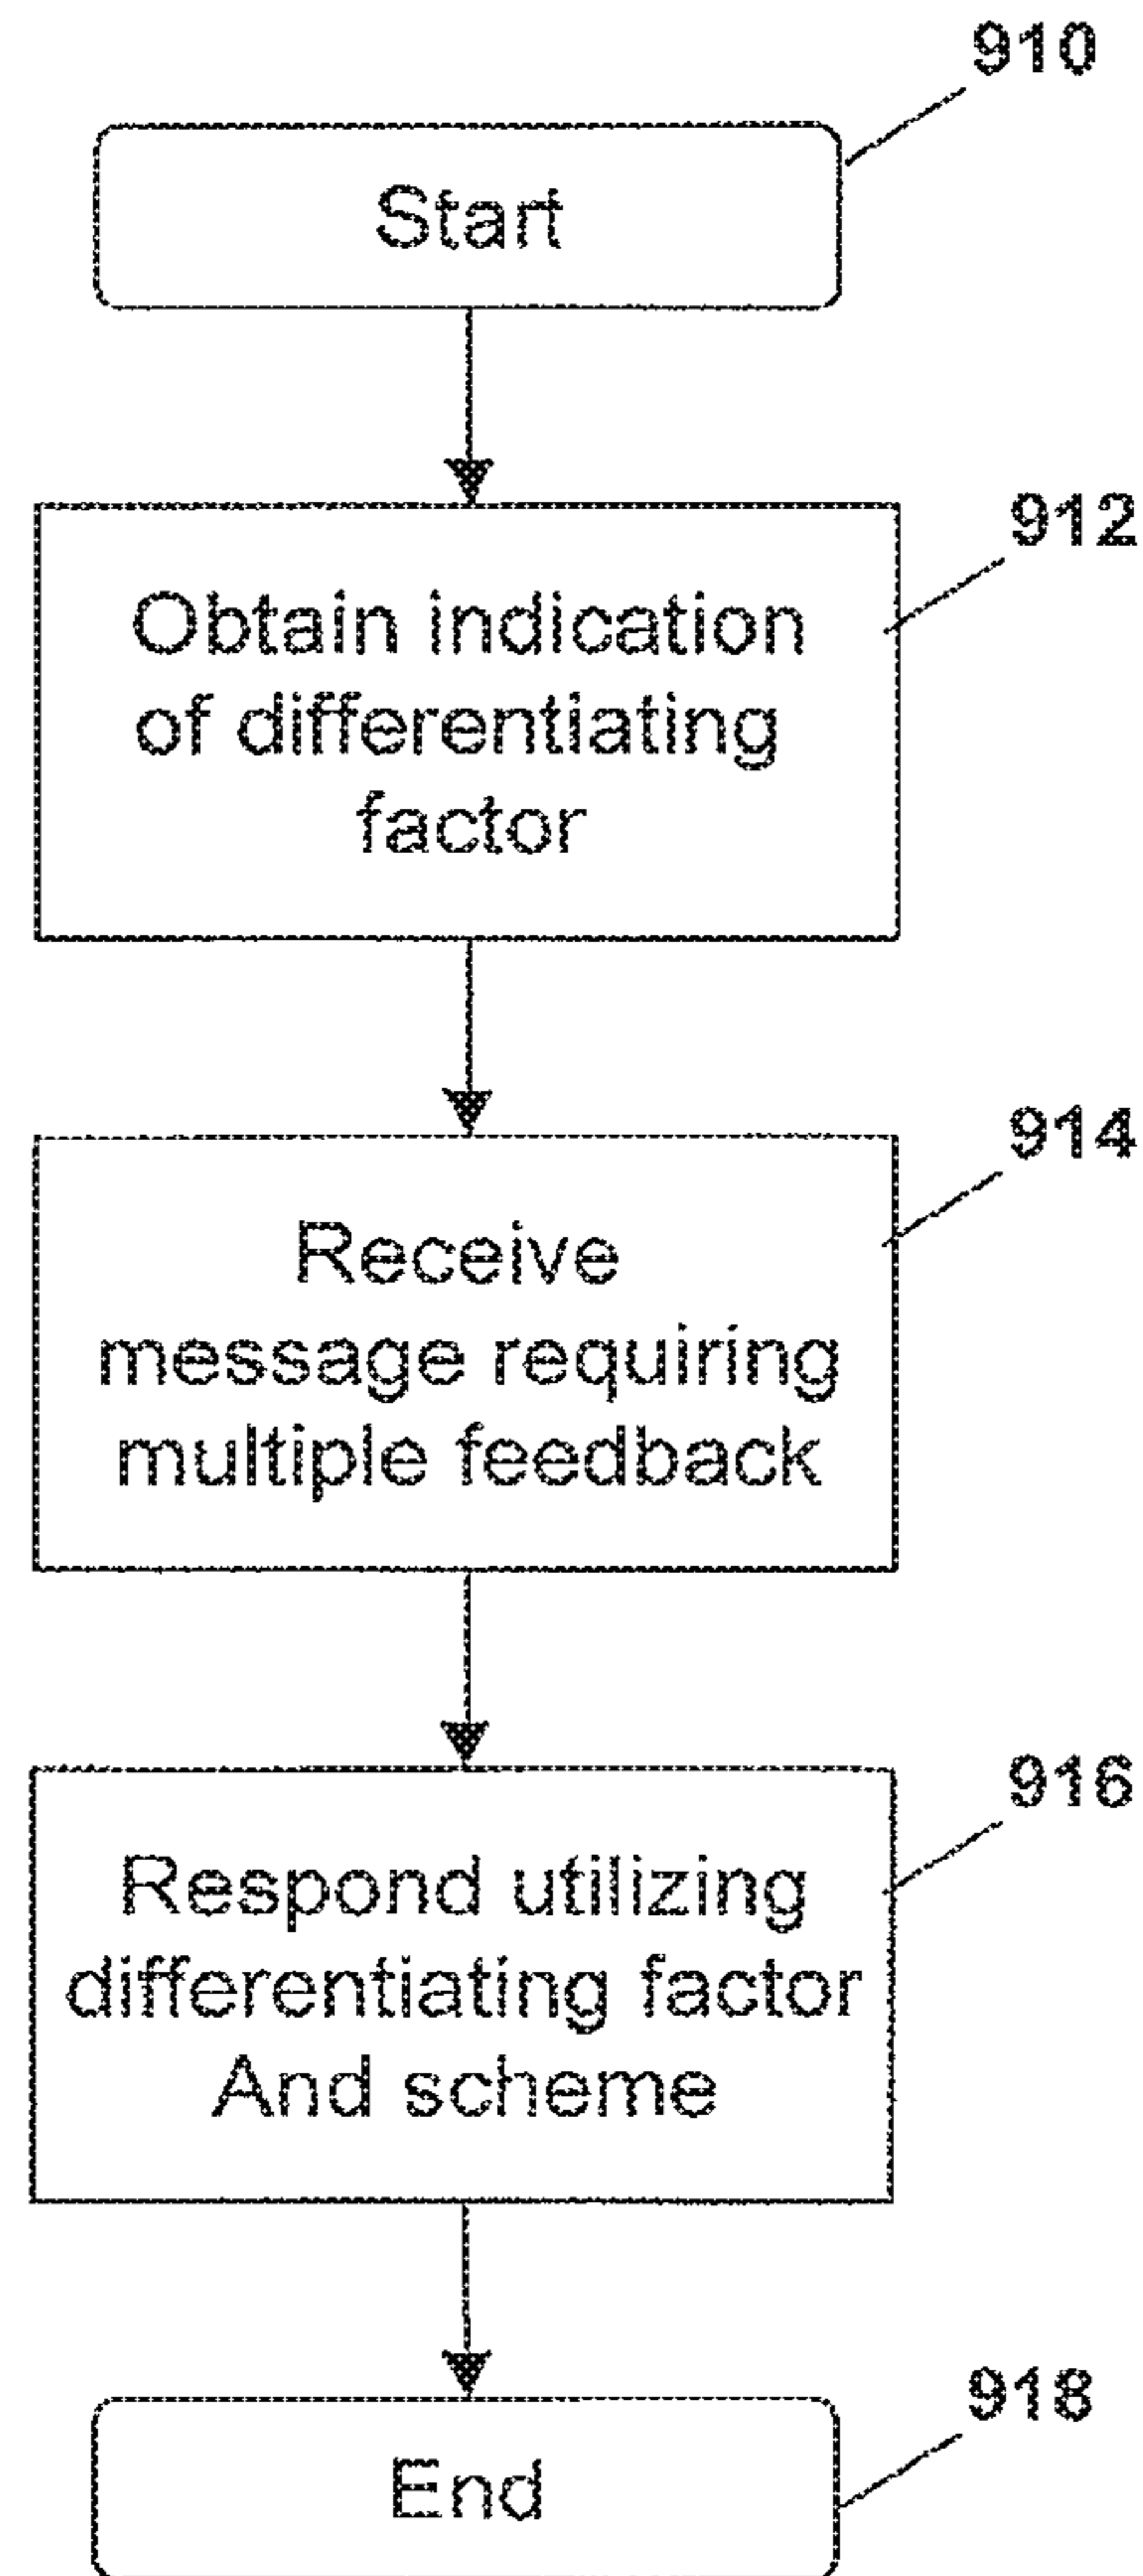 910
Start
912
Obtain indication
of differentiating
factor
914
Receive
message requiring
multiple feedback
916
Respond utilizing
differentiating factor
And scheme
918
End